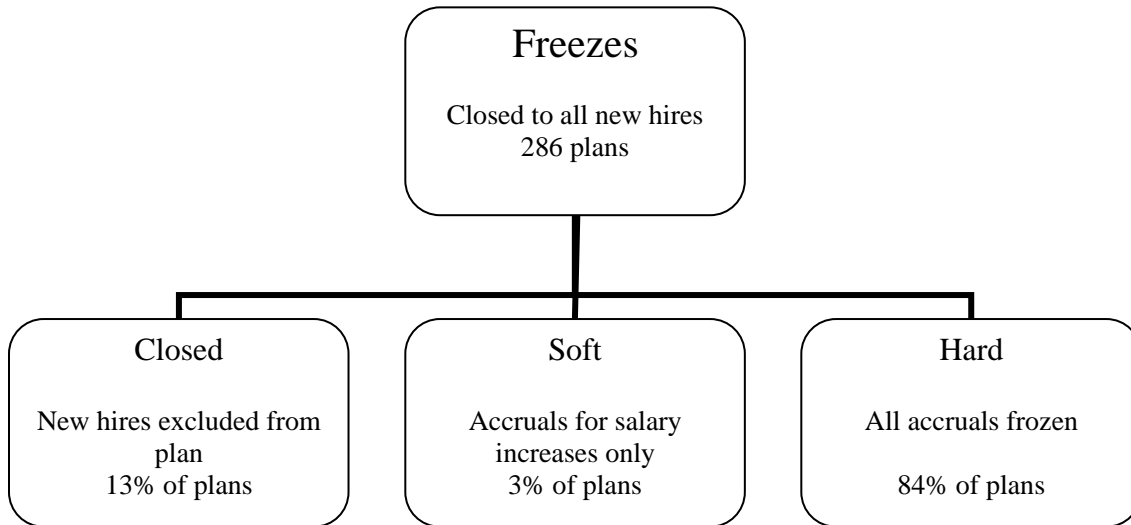 Freezes
Closed to all new hires
286 plans
Closed
New hires excluded from
plan
13% of plans
Soft
Accruals for salary
increases only
3% of plans
Hard
All accruals frozen
84% of plans